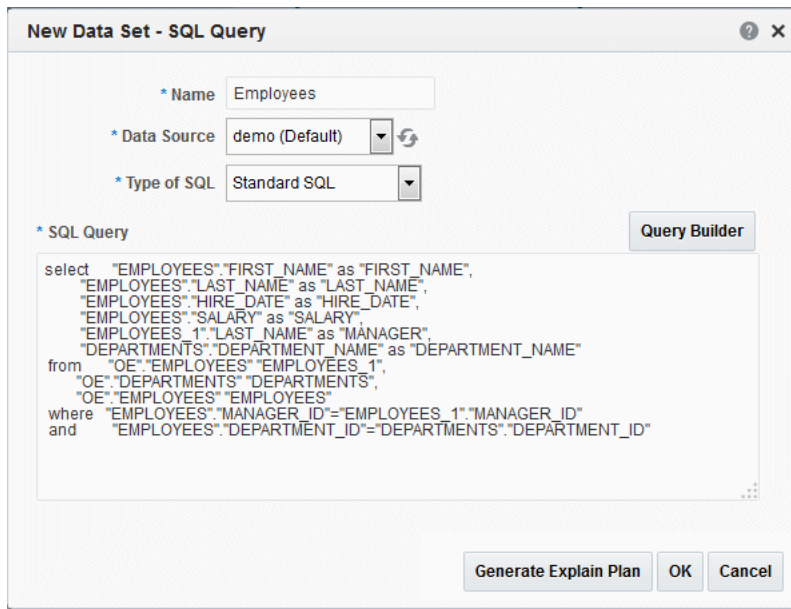 New Data Set - SQL Query
* Name Employees
* Data Source demo (Default)
* Type of SQL Standard SQL
* SQL Query Query Builder
select "EMPLOYEES"."FIRST_NAME" as "FIRST_NAME",
"EMPLOYEES"."LAST_NAME" as "LAST_NAME",
"EMPLOYEES"."HIRE_DATE" as "HIRE_DATE",
"EMPLOYEES"."SALARY" as "SALARY",
"EMPLOYEES_1"."LAST_NAME" as "MANAGER",
"DEPARTMENTS"."DEPARTMENT_NAME" as "DEPARTMENT_NAME"
from "OE"."EMPLOYEES" "EMPLOYEES_1",
"OE"."DEPARTMENTS" "DEPARTMENTS",
"OE"."EMPLOYEES" "EMPLOYEES"
where "EMPLOYEES"."MANAGER_ID"="EMPLOYEES_1"."MANAGER_ID"
and "EMPLOYEES"."DEPARTMENT_ID"="DEPARTMENTS"."DEPARTMENT_ID"
Generate Explain Plan OK Cancel